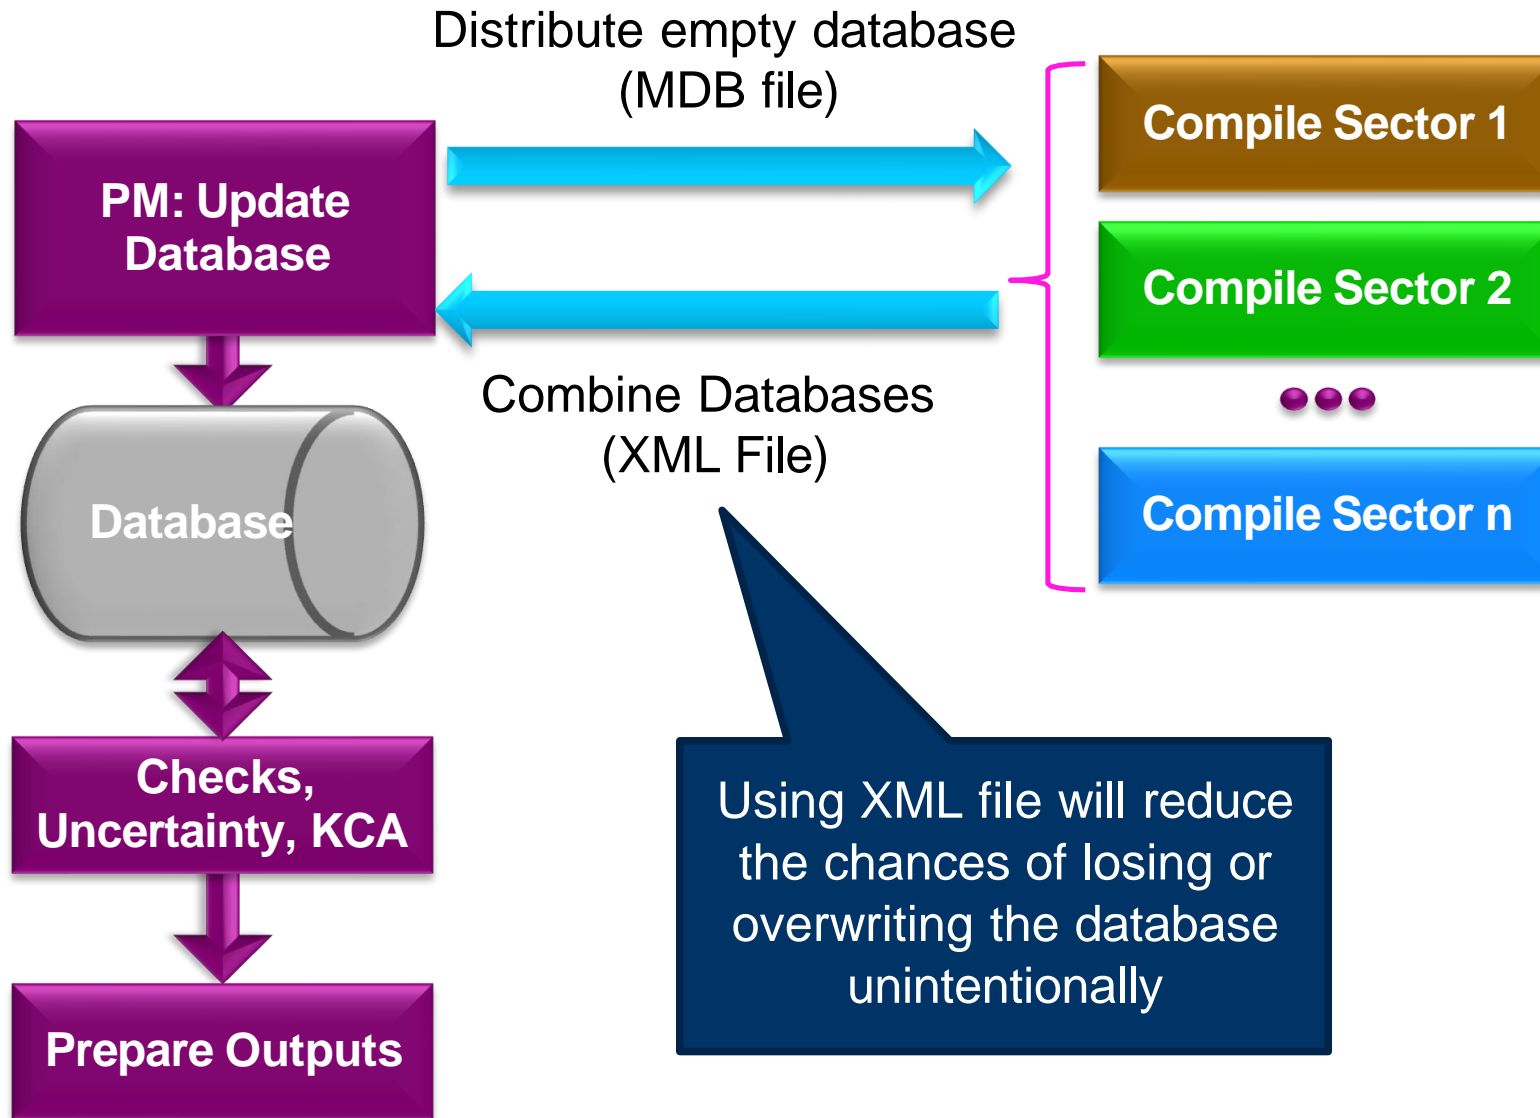 Distribute empty database
(MDB file)
PM: Update
Database
Compile Sector 1
Compile Sector 2
Combine Databases
(XML File)
Compile Sector n
Database
Checks,
Uncertainty, KCA
Using XML file will reduce
the chances of losing or
overwriting the database
unintentionally
Prepare Outputs